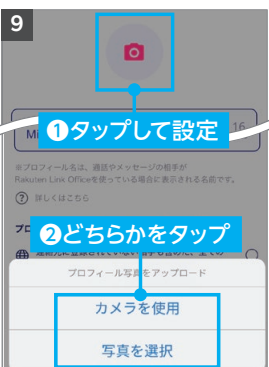 9
Mi
16
❶タップして設定
※プロフィール名は、通話やメッセージの相手が
Rakuten Link Officeを使っている場合に表示される名前です。
? 詳しくはこちら
プロ
❷どちらかをタップ
プロフィール写真をアップロード
カメラを使用
写真を選択